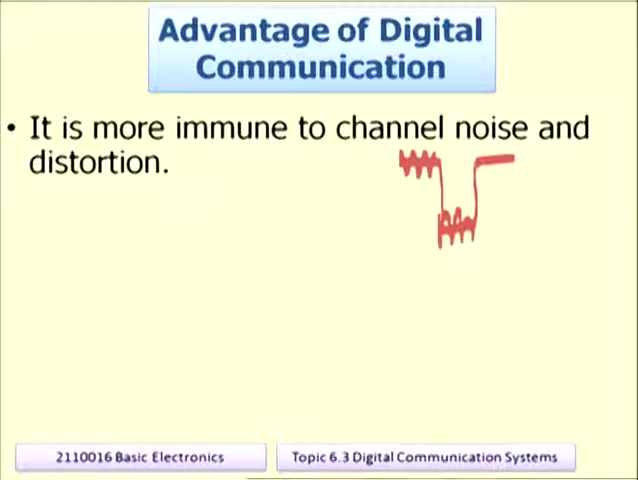 Advantage of Digital
Communication
• It is more immune to channel noise and
distortion.
2110016 Basic Electronics
Topic 6.3 Digital Communication Systems